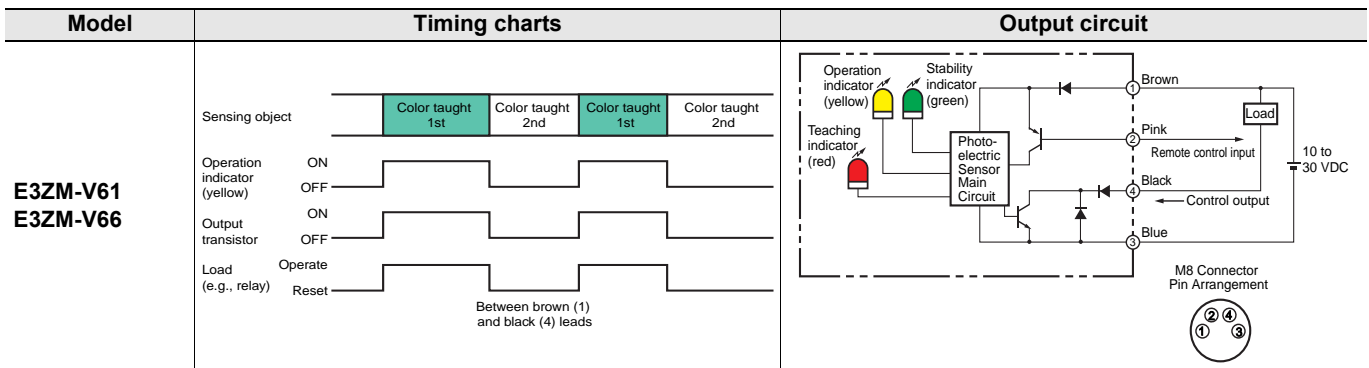 Model
Timing charts
Output circuit
E3ZM-V61
E3ZM-V66
Sensing object
Color taught
1st
Color taught
2nd
Color taught
1st
Color taught
2nd
Operation
indicator
(yellow)
ON
OFF
Output
transistor
ON
OFF
Load
(e.g., relay)
Operate
Reset
Between brown (1)
and black (4) leads
Operation
indicator
(yellow)
Stability
indicator
(green)
Teaching
indicator
(red)
Photo-
electric
Sensor
Main
Circuit
1
Brown
Load
2
Pink
Remote control input
10 to
30 VDC
4
Black
Control output
3
Blue
M8 Connector
Pin Arrangement
2 4
1 3